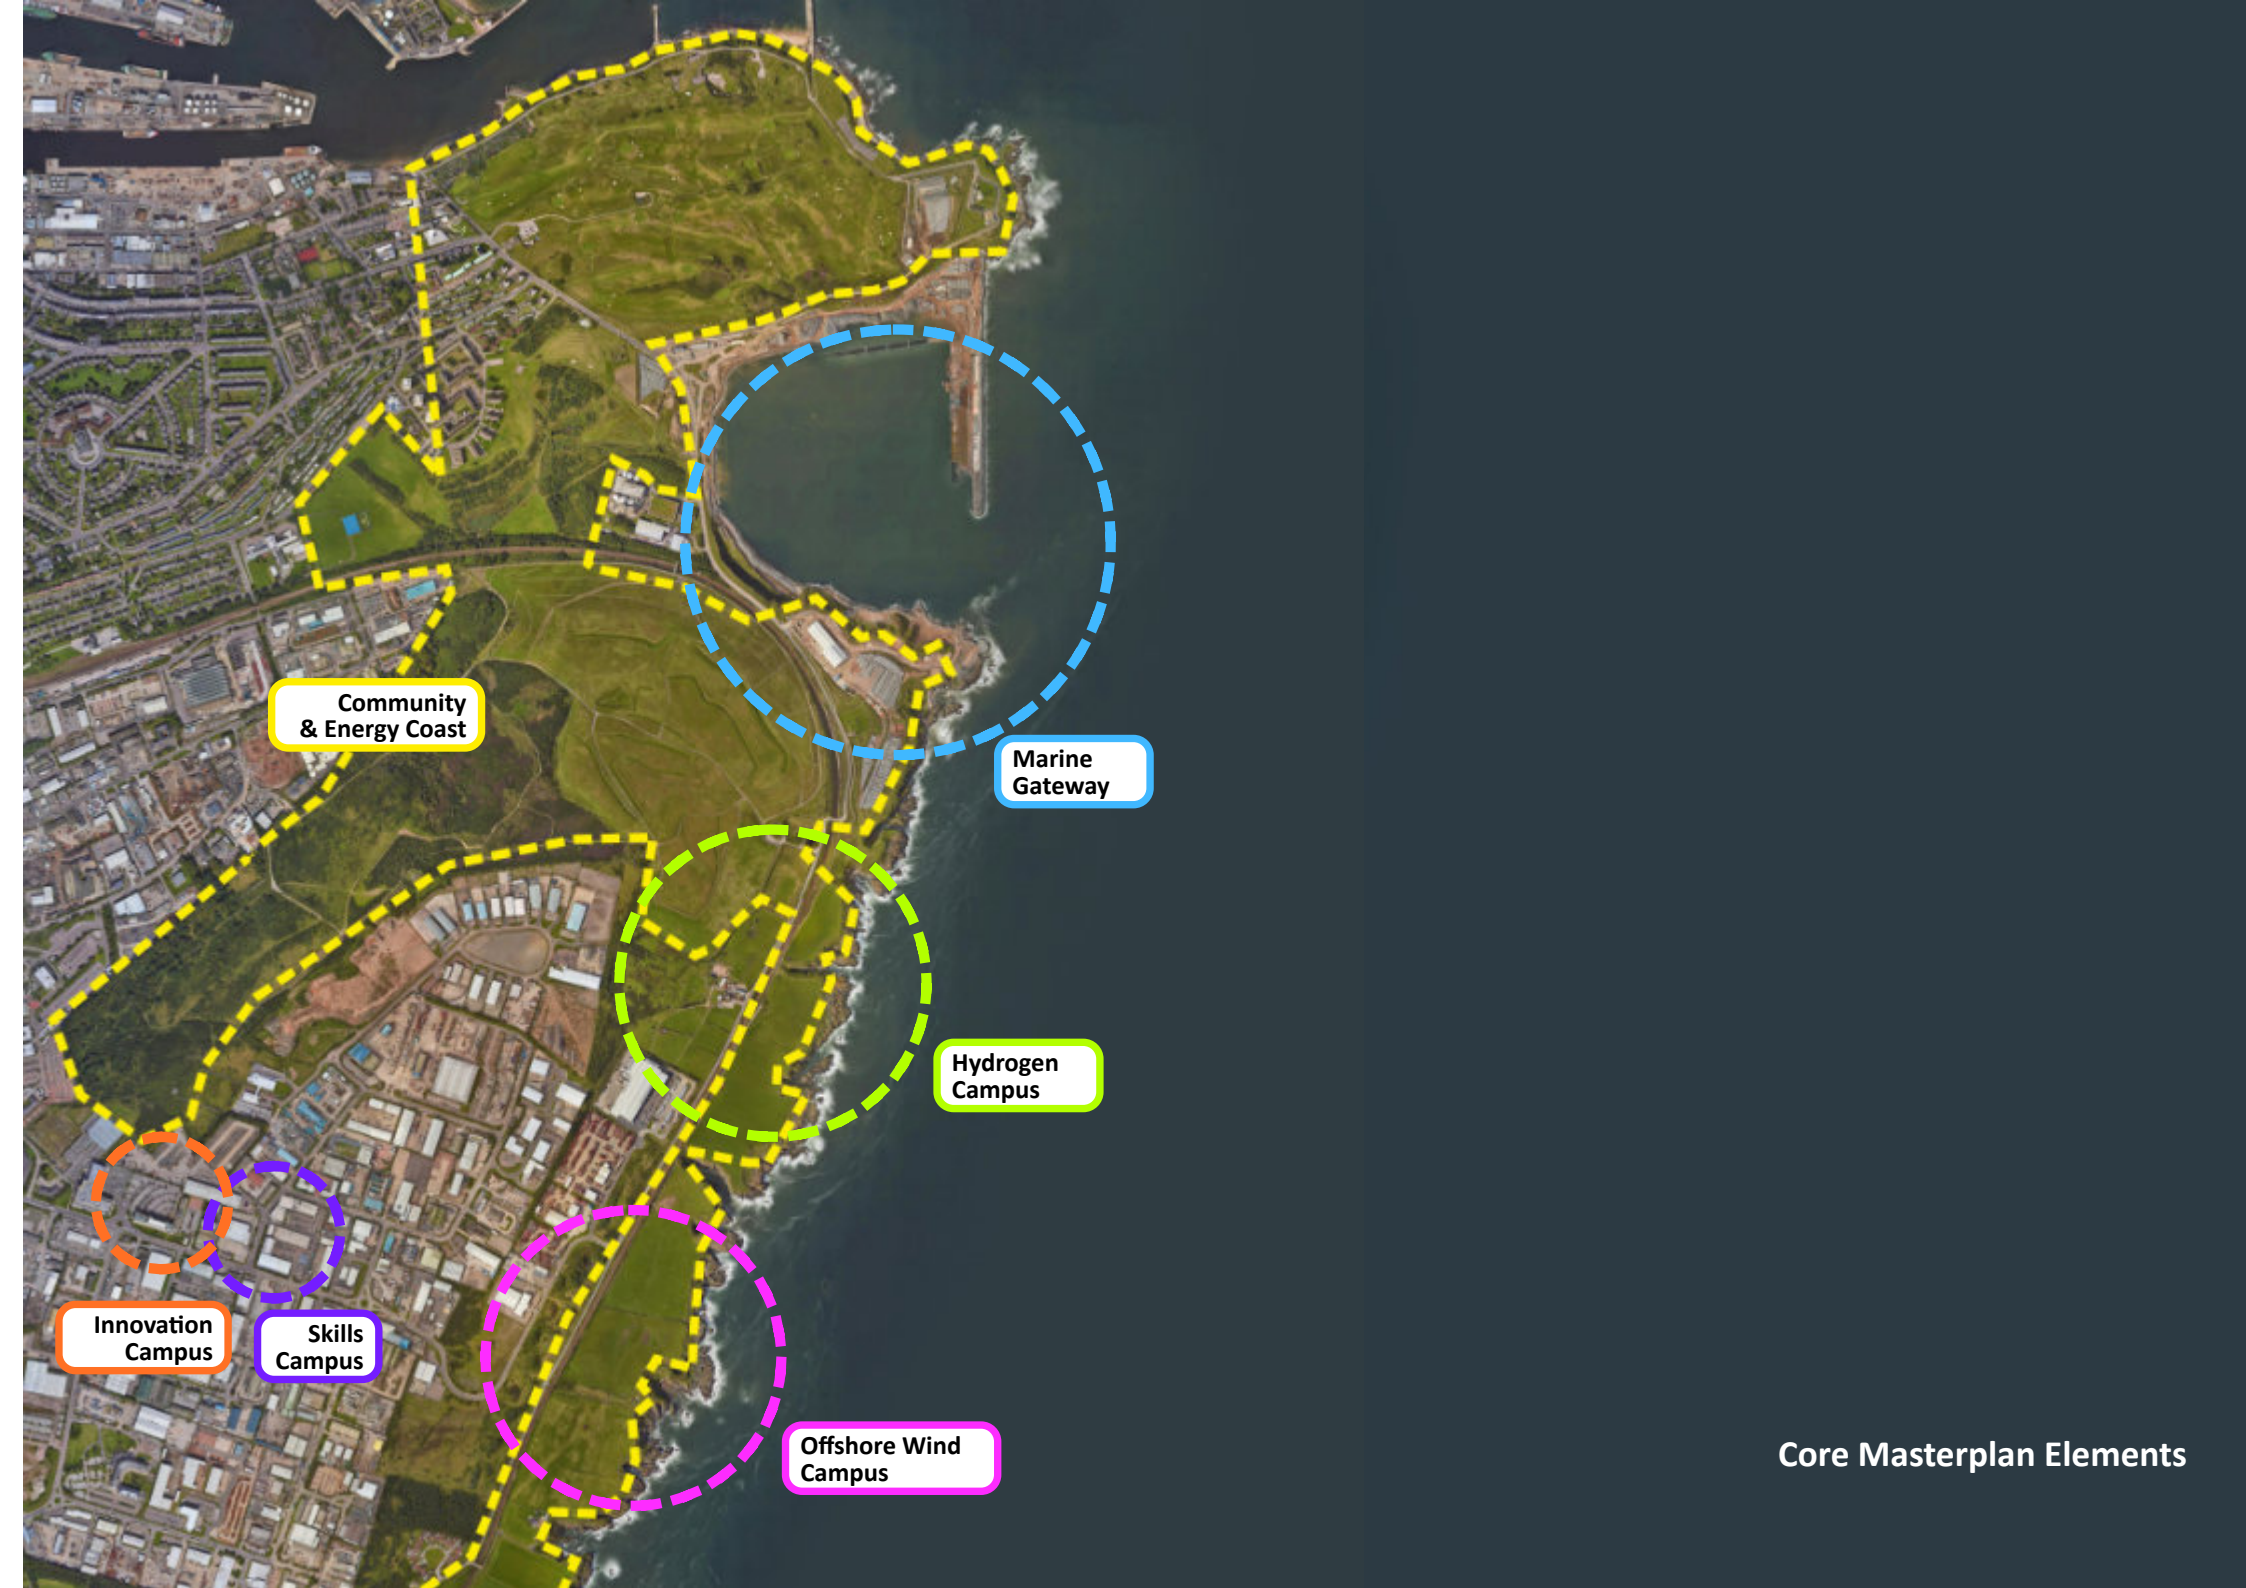 Community
& Energy Coast
Marine
Gateway
Hydrogen
Campus
Innovation
Campus
Skills
Campus
Offshore Wind
Campus
Core Masterplan Elements